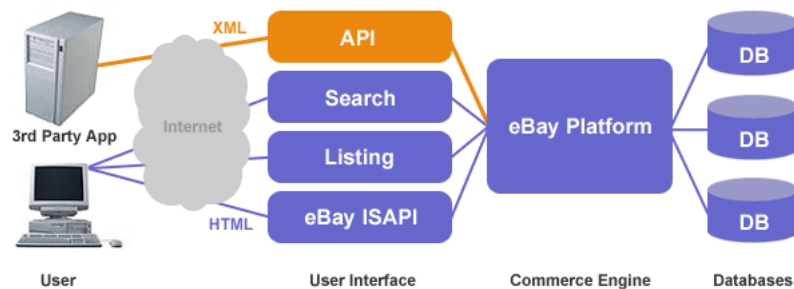 XML
API
DB
Search
3rd Party App
Internet
eBay Platform
DB
Listing
HTML
eBay ISAPI
DB
User
User Interface
Commerce Engine
Databases